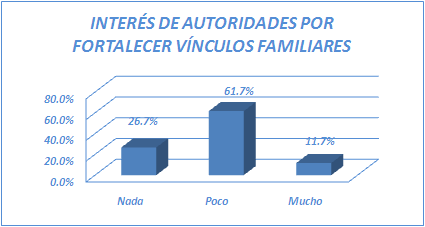 INTERÉS DE AUTORIDADES POR
FORTALECER VÍNCULOS FAMILIARES
80.0%
60.0%
40.0%
20.0%
0.0%
26.7%
61.7%
11.7%
Nada
Poco
Mucho